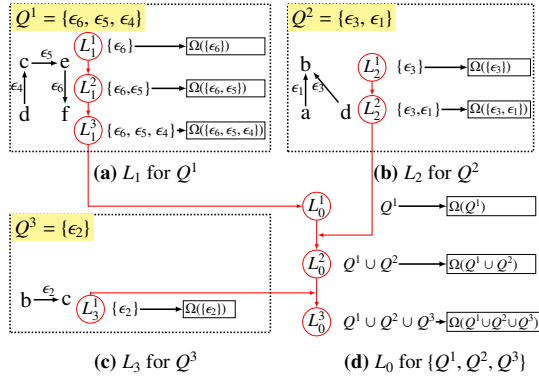 Q¹ = {ϵ₆, ϵ₅, ϵ₄}
c ϵ₅ e
ϵ₄ ϵ₆
d f
L₁¹ {ϵ₆} Ω({ϵ₆})
L₁² {ϵ₆,ϵ₅} Ω({ϵ₆, ϵ₅})
L₁³ {ϵ₆, ϵ₅, ϵ₄} Ω({ϵ₆, ϵ₅, ϵ₄})
(a) L₁ for Q¹
Q² = {ϵ₃, ϵ₁}
b
ϵ₁ ϵ₃
a d
L₂¹ {ϵ₃} Ω({ϵ₃})
L₂² {ϵ₃,ϵ₁} Ω({ϵ₃, ϵ₁})
(b) L₂ for Q²
Q³ = {ϵ₂}
b ϵ₂ c
L₃¹ {ϵ₂} Ω({ϵ₂})
(c) L₃ for Q³
L₀¹ Q¹ Ω(Q¹)
L₀² Q¹ ∪ Q² Ω(Q¹ ∪ Q²)
L₀³ Q¹ ∪ Q² ∪ Q³ Ω(Q¹∪Q²∪Q³)
(d) L₀ for {Q¹, Q², Q³}